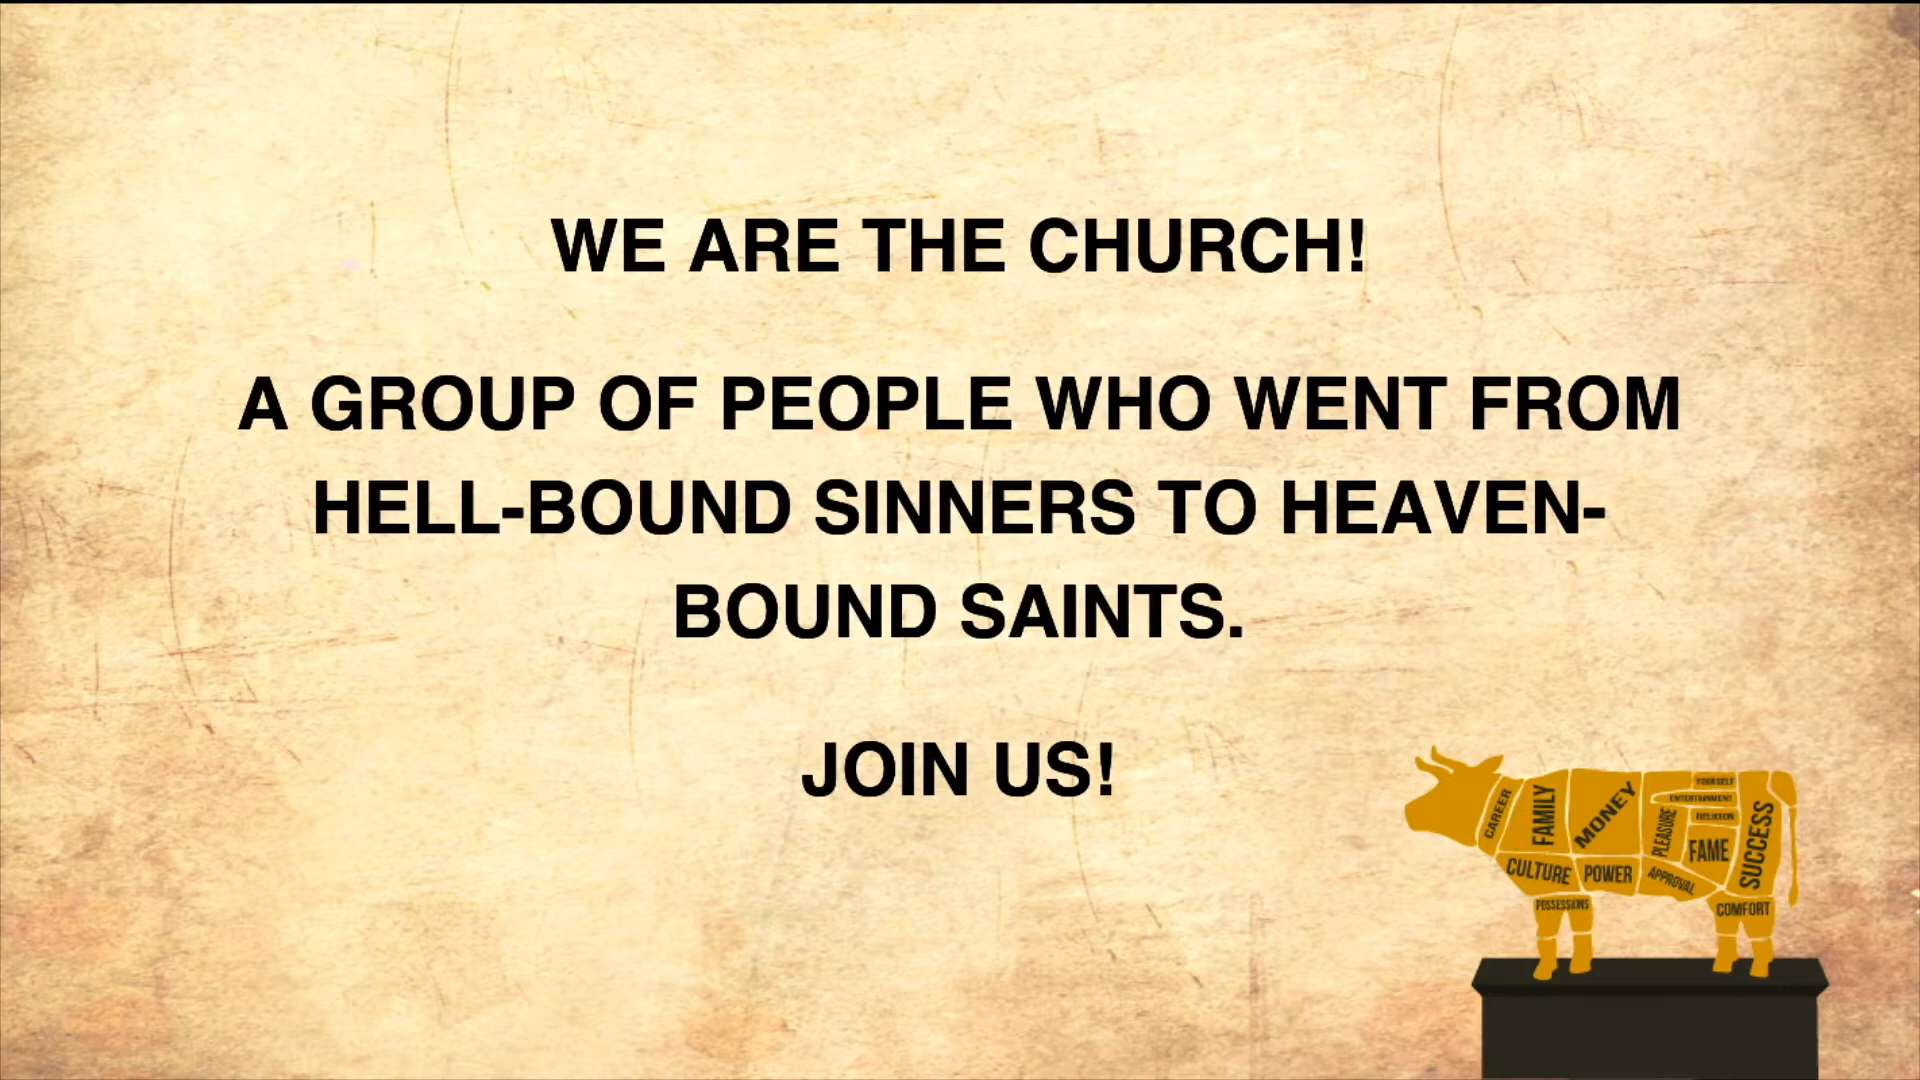 WE ARE THE CHURCH!
A GROUP OF PEOPLE WHO WENT FROM
HELL-BOUND SINNERS TO HEAVEN-
BOUND SAINTS.
JOIN US!
CAREER
FAMILY
MONEY
PLEASURE
YOURSELF
ENTERTAINMENT
RELIGION
FAME
SUCCESS
CULTURE
POWER
APPROVAL
POSSESSIONS
COMFORT